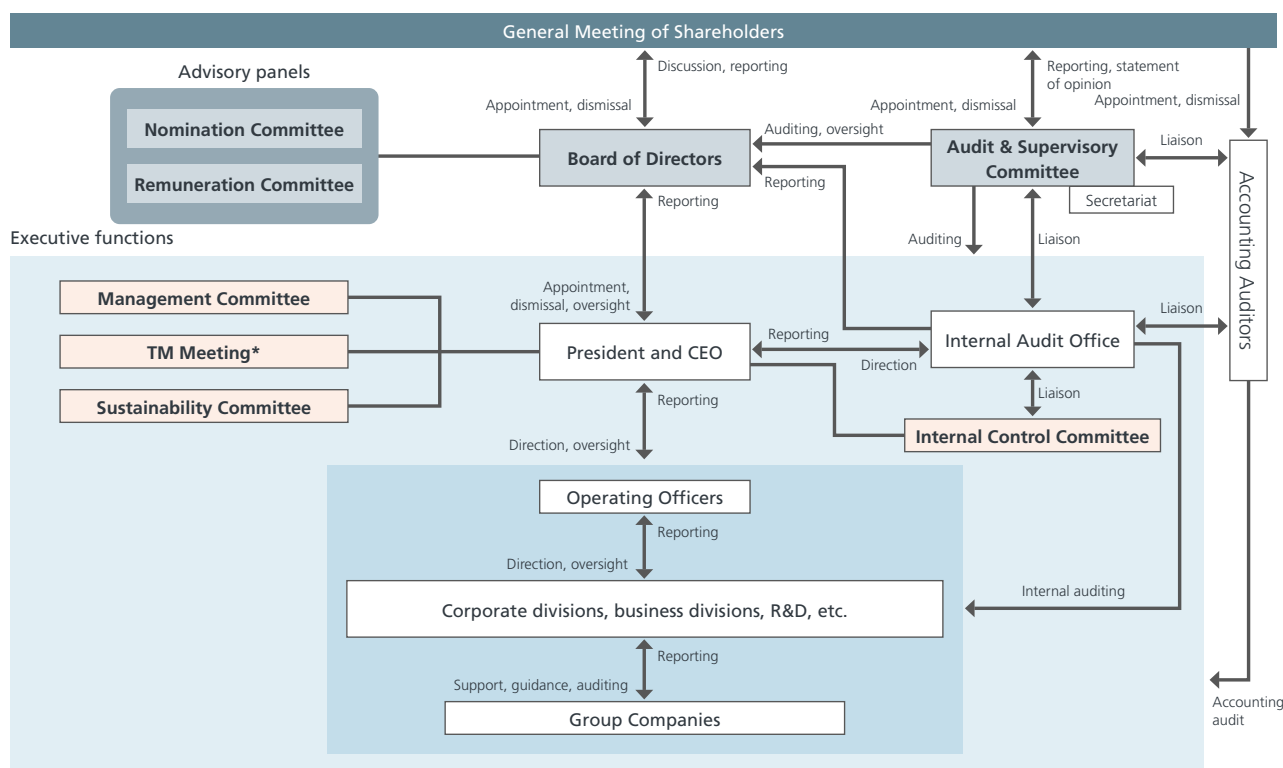 General Meeting of Shareholders
Advisory panels
Nomination Committee
Remuneration Committee
Discussion, reporting
Appointment, dismissal
Board of Directors
Auditing, oversight
Reporting
Reporting, statement
of opinion
Appointment, dismissal
Appointment, dismissal
Audit & Supervisory
Committee
Secretariat
Liaison
Accounting Auditors
Reporting
Auditing
Liaison
Executive functions
Management Committee
TM Meeting*
Sustainability Committee
Appointment,
dismissal, oversight
President and CEO
Reporting
Direction
Internal Audit Office
Liaison
Liaison
Internal Control Committee
Reporting
Direction, oversight
Operating Officers
Reporting
Direction, oversight
Corporate divisions, business divisions, R&D, etc.
Internal auditing
Reporting
Support, guidance, auditing
Group Companies
Accounting
audit